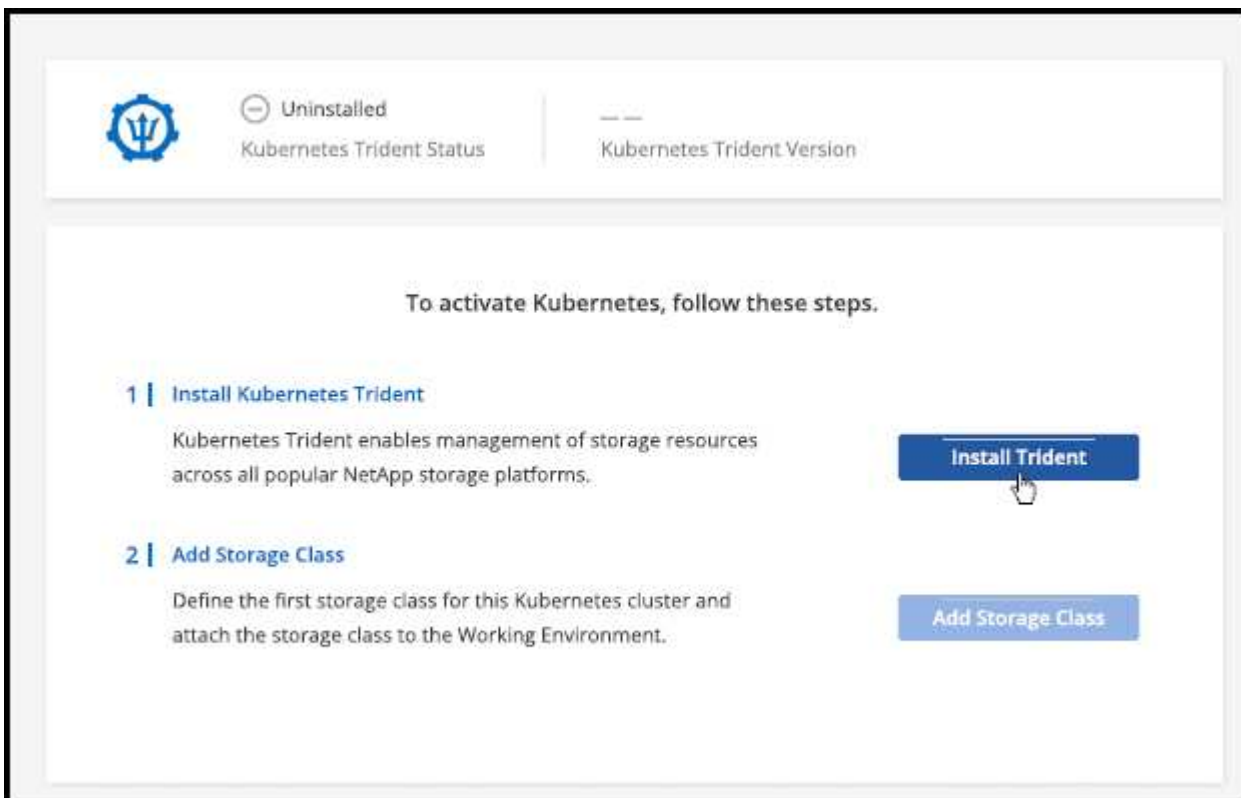 Uninstalled
Kubernetes Trident Status
— —
Kubernetes Trident Version
To activate Kubernetes, follow these steps.
1 | Install Kubernetes Trident
Kubernetes Trident enables management of storage resources
across all popular NetApp storage platforms.
Install Trident
2 | Add Storage Class
Define the first storage class for this Kubernetes cluster and
attach the storage class to the Working Environment.
Add Storage Class